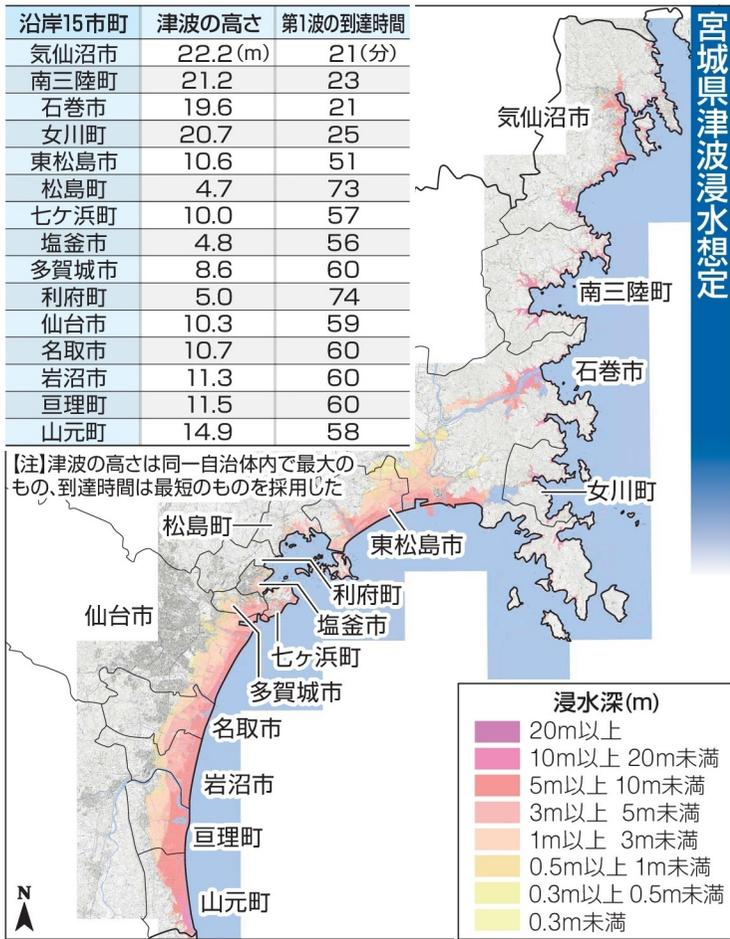 宮城県津波浸水想定
沿岸15市町 津波の高さ 第1波の到達時間
気仙沼市 22.2(m) 21(分)
南三陸町 21.2 23
石巻市 19.6 21
女川町 20.7 25
東松島市 10.6 51
松島町 4.7 73
七ケ浜町 10.0 57
塩釜市 4.8 56
多賀城市 8.6 60
利府町 5.0 74
仙台市 10.3 59
名取市 10.7 60
岩沼市 11.3 60
亘理町 11.5 60
山元町 14.9 58
【注】津波の高さは同一自治体内で最大の
もの、到達時間は最短のものを採用した
気仙沼市
南三陸町
石巻市
女川町
東松島市
松島町
利府町
塩釜市
七ヶ浜町
多賀城市
仙台市
名取市
岩沼市
亘理町
山元町
N
浸水深(m)
20m以上
10m以上 20m未満
5m以上 10m未満
3m以上 5m未満
1m以上 3m未満
0.5m以上 1m未満
0.3m以上 0.5m未満
0.3m未満